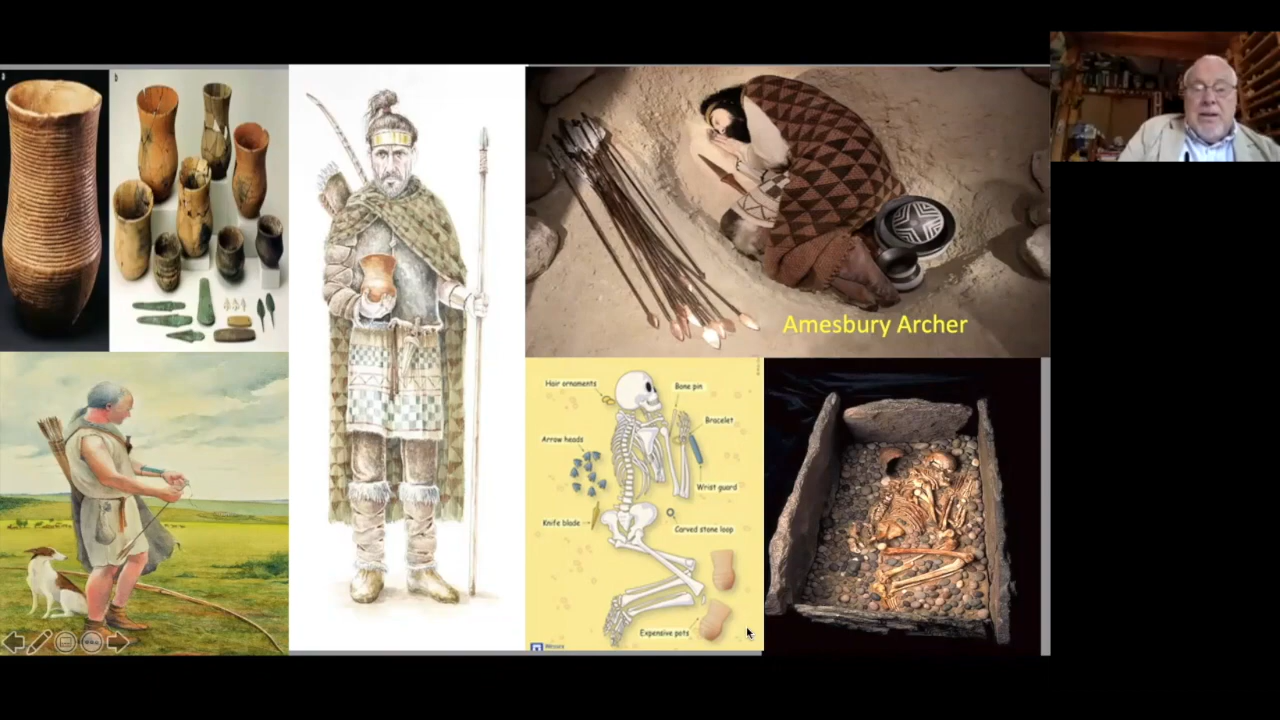 a
b
Amesbury Archer
Hair ornaments
Bone pin
Bracelet
Arrow heads
Wrist guard
Knife blade
Carved stone loop
Expensive pots